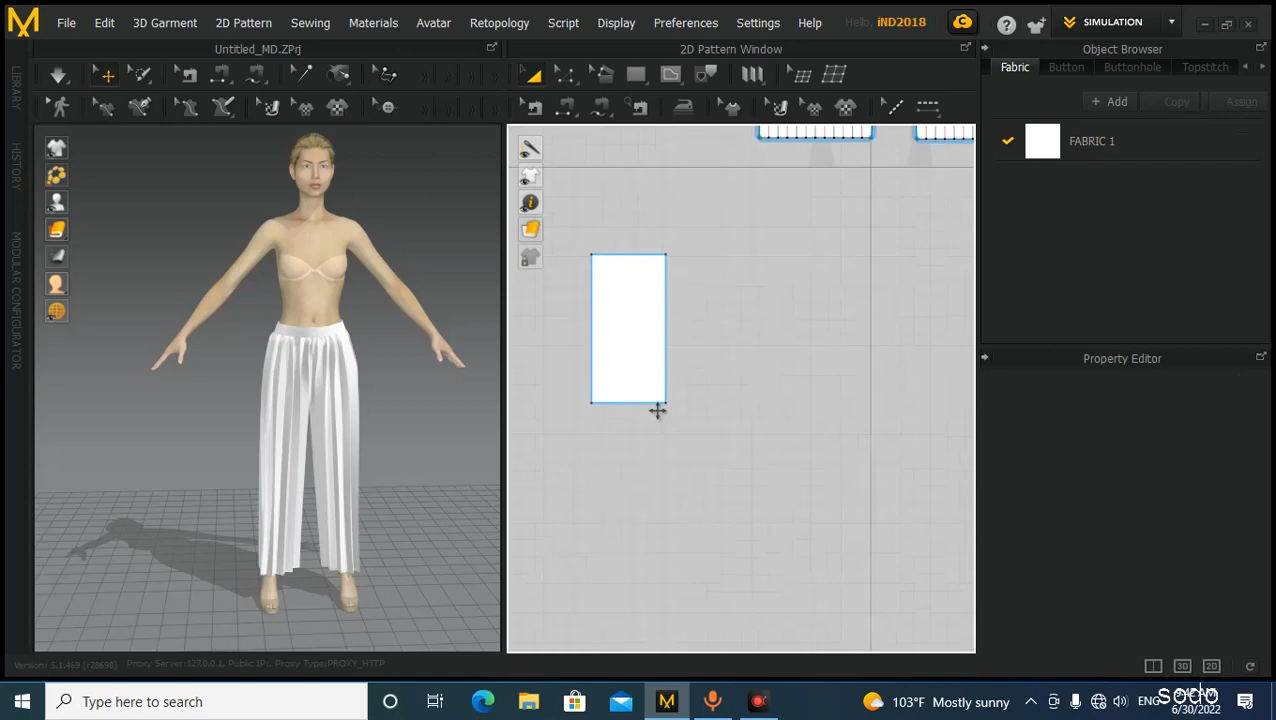 File Edit 3D Garment 2D Pattern Sewing Materials Avatar Retopology Script Display Preferences Settings Help Hello, iND2018 SIMULATION
Untitled_MD.ZPrj
2D Pattern Window
Object Browser
Fabric Button Buttonhole Topstitch
+ Add Copy Assign
FABRIC 1
LIBRARY
HISTORY
MODULAR CONFIGURATOR
Property Editor
Version: 5.1.469 (r28698) Proxy Server:127.0.0.1, Public IP:, Proxy Type:PROXY_HTTP
3D 2D
Type here to search
103°F Mostly sunny
ENG
6/30/2022